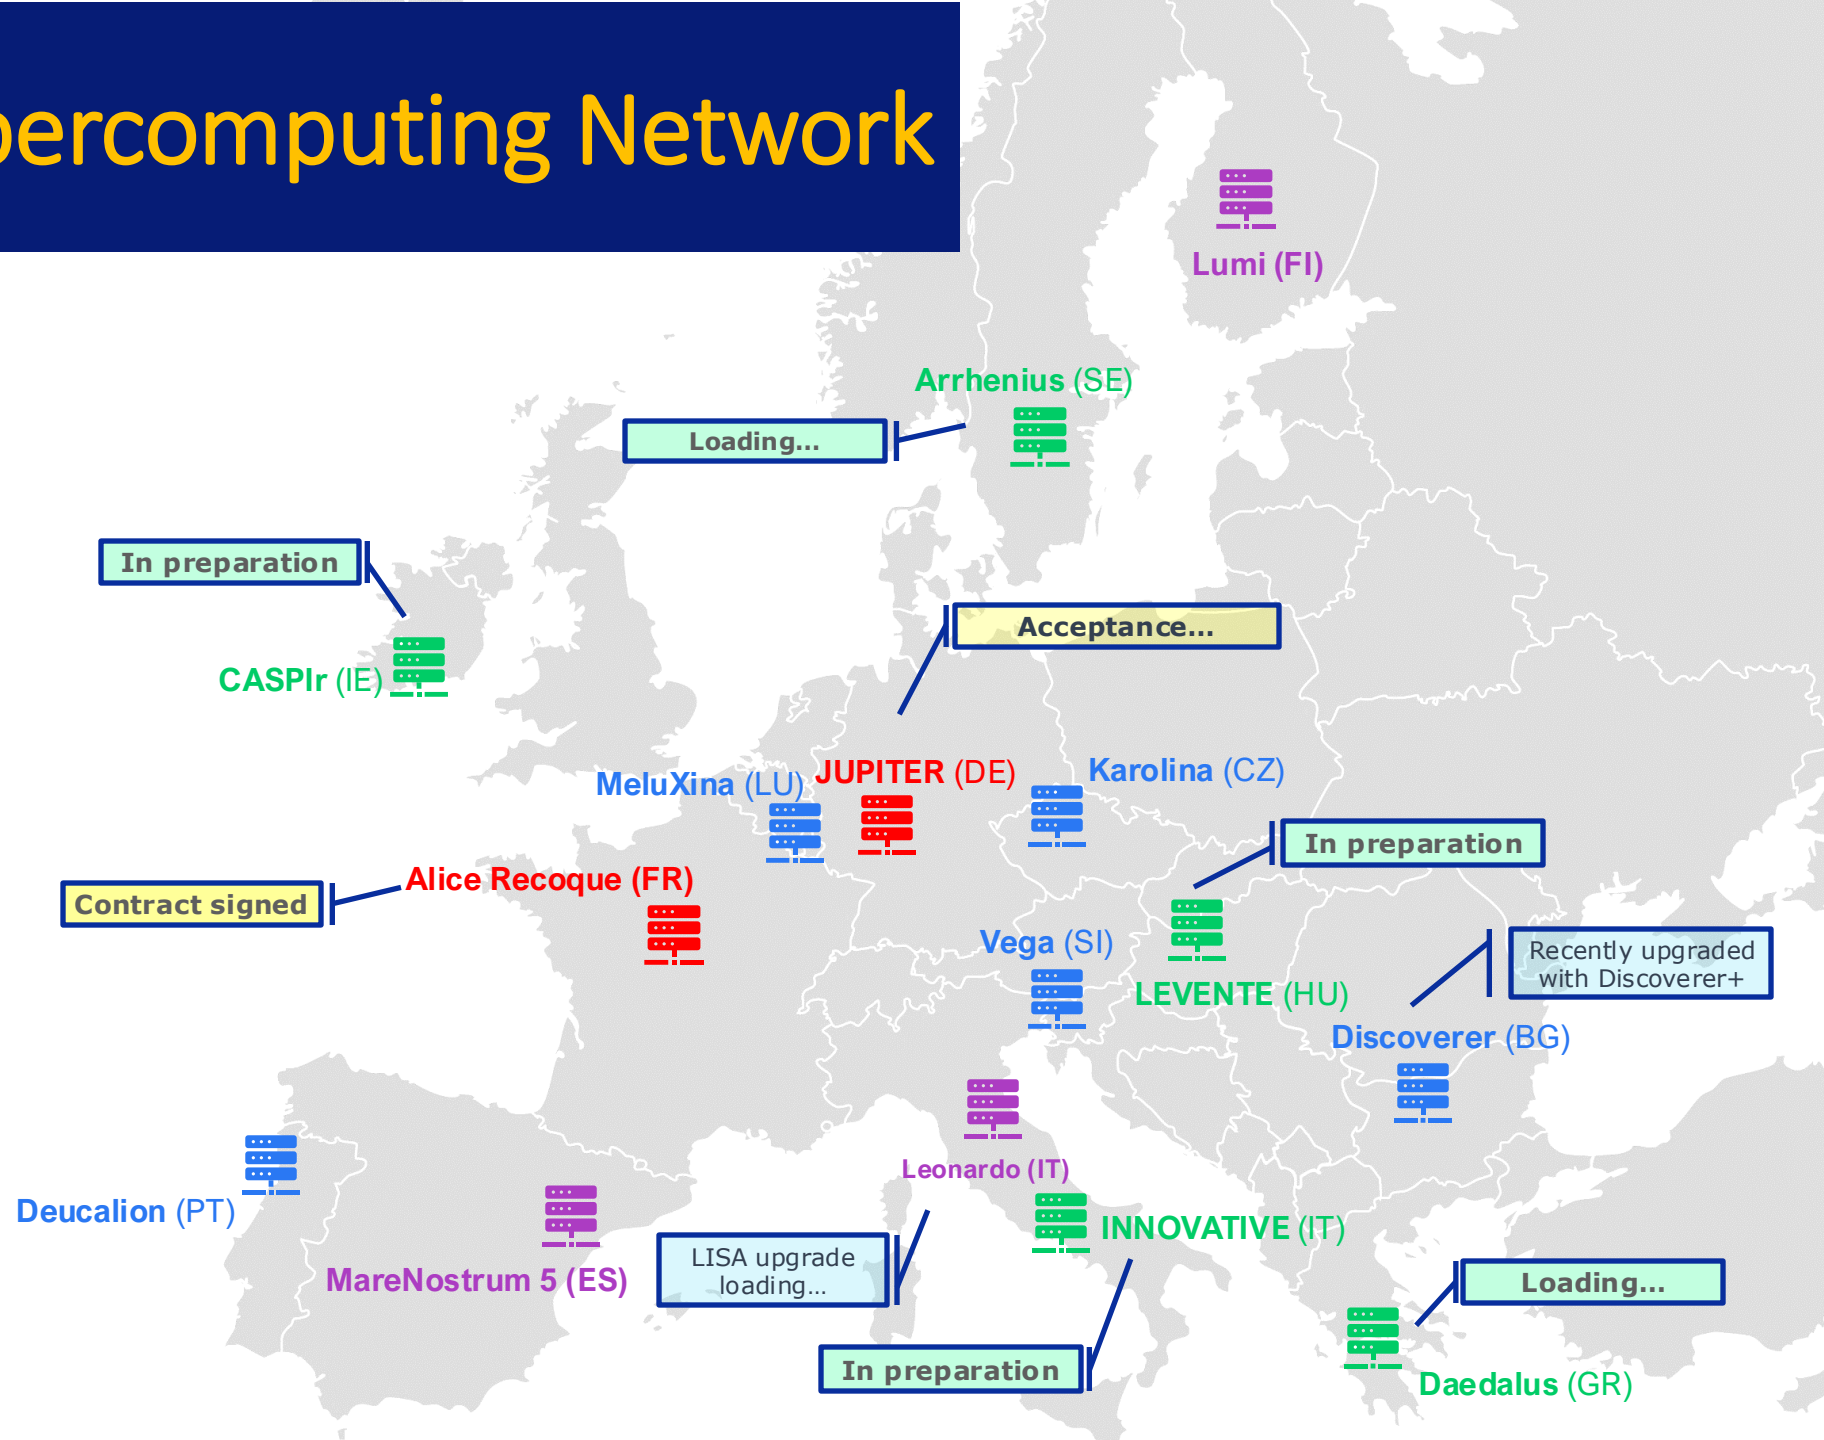 percomputing Network
Lumi (FI)
Arrhenius (SE)
Loading...
In preparation
CASPIr (IE)
Acceptance...
MeluXina (LU)
JUPITER (DE)
Karolina (CZ)
In preparation
Alice Recoque (FR)
Contract signed
Vega (SI)
LEVENTE (HU)
Recently upgraded
with Discoverer+
Discoverer (BG)
Leonardo (IT)
Deucalion (PT)
INNOVATIVE (IT)
MareNostrum 5 (ES)
LISA upgrade
loading...
Loading...
In preparation
Daedalus (GR)